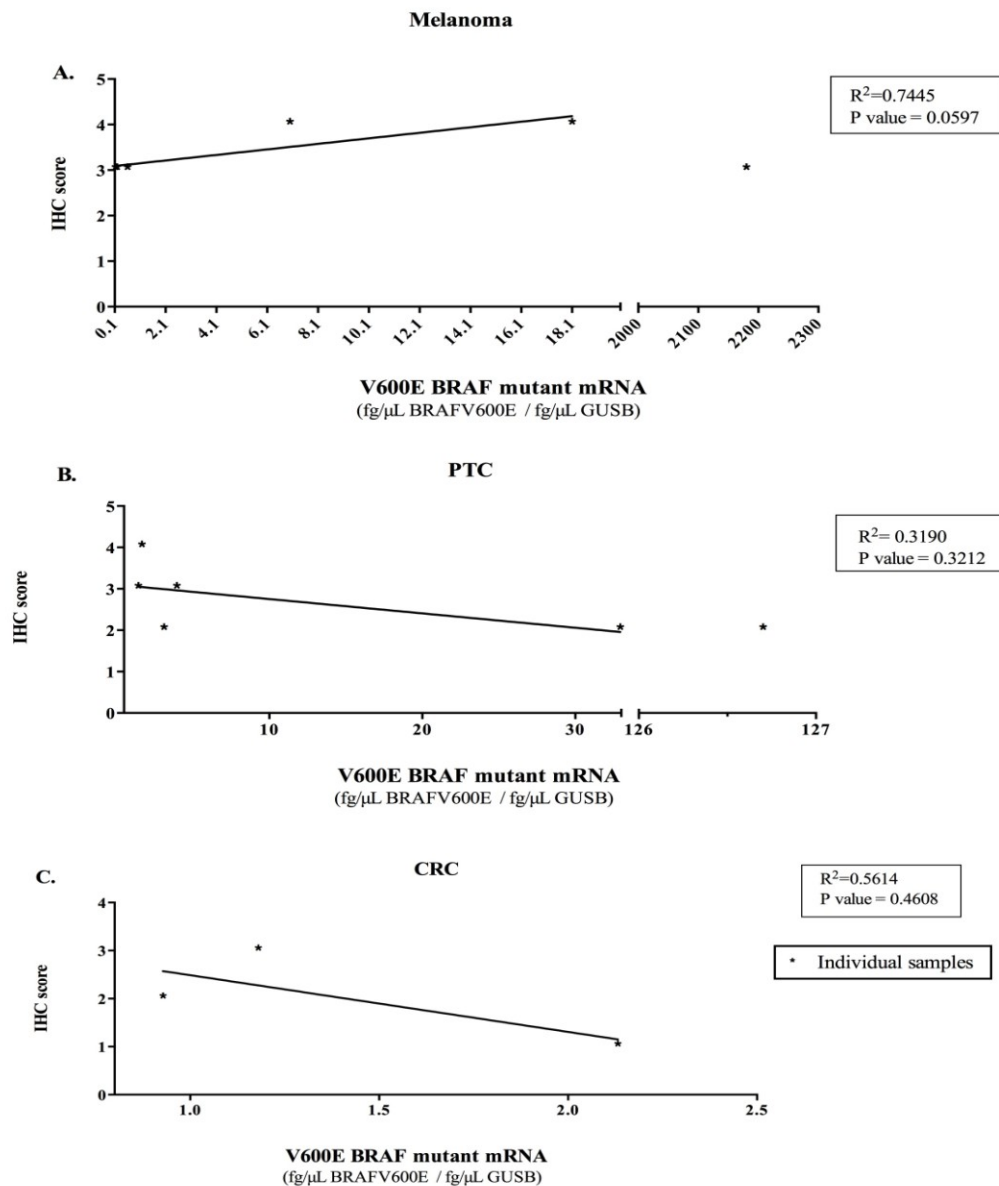 Melanoma
A.
R²=0.7445
P value = 0.0597
IHC score
5
4
3
2
1
0
0.1 2.1 4.1 6.1 8.1 10.1 12.1 14.1 16.1 18.1 2000 2100 2200 2300
V600E BRAF mutant mRNA
(fg/µL BRAFV600E / fg/µL GUSB)
PTC
B.
R²= 0.3190
P value = 0.3212
IHC score
5
4
3
2
1
0
10 20 30 126 127
V600E BRAF mutant mRNA
(fg/µL BRAFV600E / fg/µL GUSB)
CRC
C.
R²=0.5614
P value = 0.4608
* Individual samples
IHC score
4
3
2
1
0
1.0 1.5 2.0 2.5
V600E BRAF mutant mRNA
(fg/µL BRAFV600E / fg/µL GUSB)